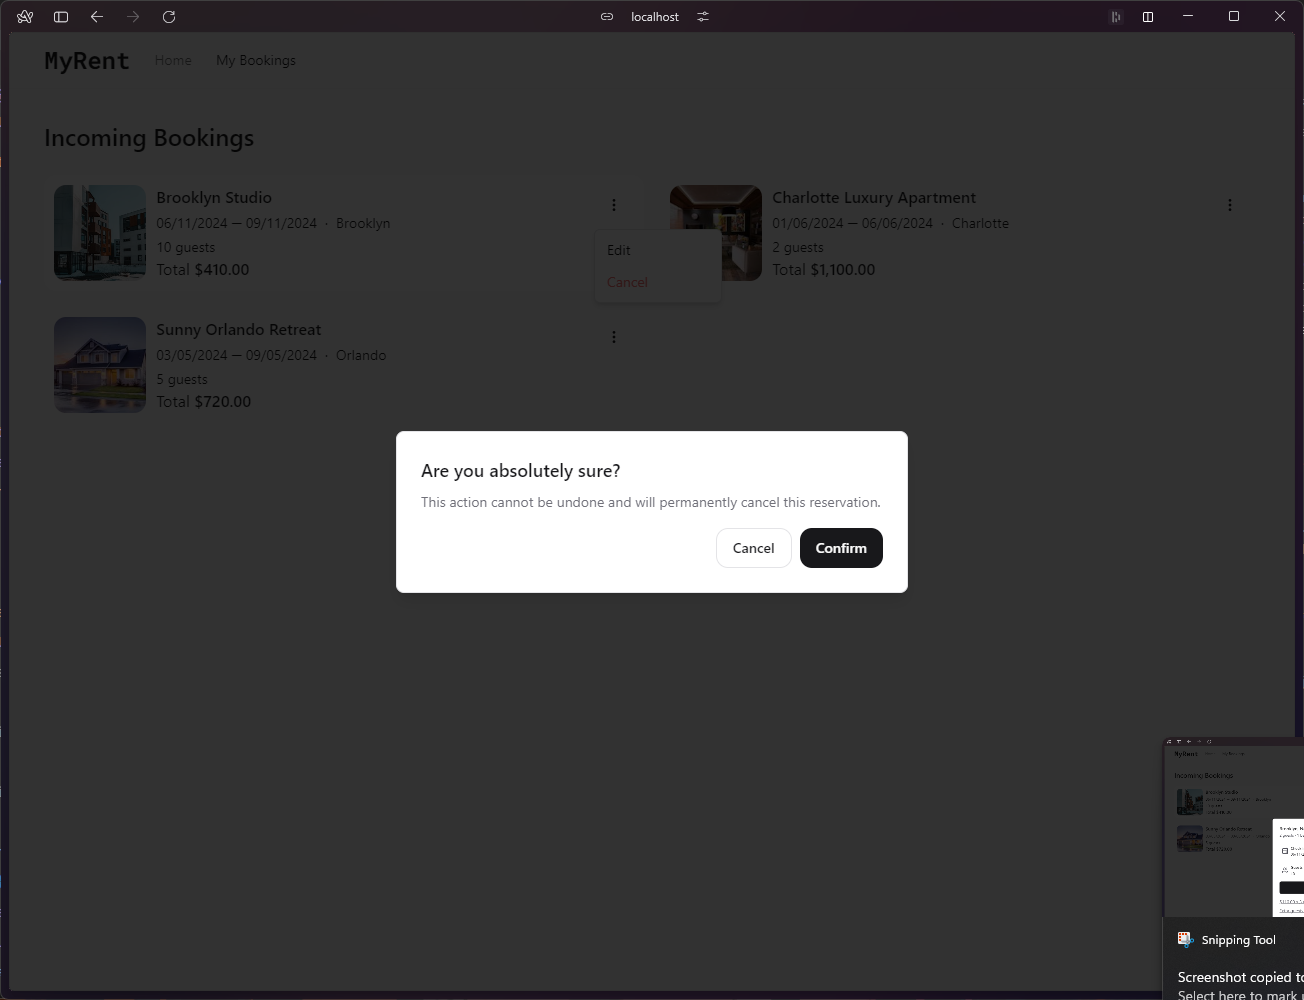 localhost
MyRent Home My Bookings
Incoming Bookings
Brooklyn Studio
06/11/2024 — 09/11/2024 · Brooklyn
10 guests
Total $410.00
Edit
Cancel
Charlotte Luxury Apartment
01/06/2024 — 06/06/2024 · Charlotte
2 guests
Total $1,100.00
Sunny Orlando Retreat
03/05/2024 — 09/05/2024 · Orlando
5 guests
Total $720.00
Are you absolutely sure?
This action cannot be undone and will permanently cancel this reservation.
Cancel Confirm
MyRent
Incoming Bookings
Snipping Tool
Screenshot copied to
Select here to mark